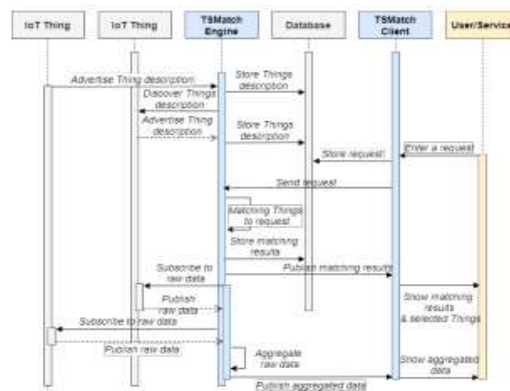 IoT Thing
IoT Thing
TSMatch
Engine
Database
TSMatch
Client
User/Service
Advertise Thing description
Store Things
description
Discover Things
description
Advertise Thing
description
Store Things
description
Enter a request
Store request
Send request
Matching Things
to request
Store matching
results
Publish matching results
Subscribe to
raw data
Show matching
results
& selected Things
Publish
raw data
Subscribe to raw data
Publish raw data
Aggregate
raw data
Show aggregated
data
Publish aggregated data